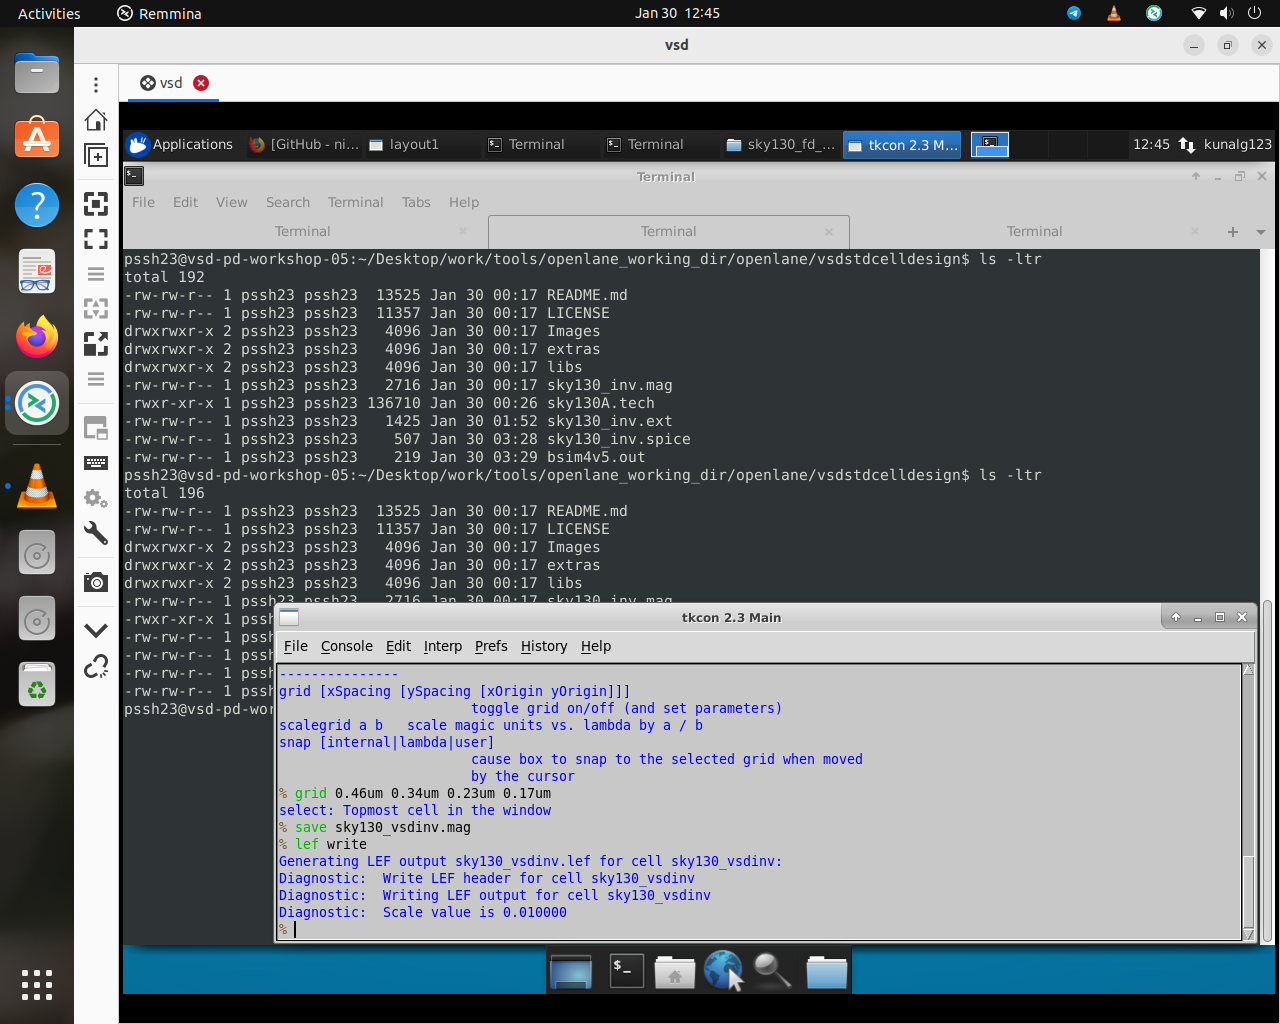 Activities
Remmina
Jan 30 12:45
vsd
vsd
Applications
[GitHub - ni...
layout1
Terminal
Terminal
sky130_fd_...
tkcon 2.3 M...
12:45
kunalg123
Terminal
File Edit View Search Terminal Tabs Help
Terminal
Terminal
Terminal
pssh23@vsd-pd-workshop-05:~/Desktop/work/tools/openlane_working_dir/openlane/vsdstdcelldesign$ ls -ltr
total 192
-rw-rw-r-- 1 pssh23 pssh23  13525 Jan 30 00:17 README.md
-rw-rw-r-- 1 pssh23 pssh23  11357 Jan 30 00:17 LICENSE
drwxrwxr-x 2 pssh23 pssh23   4096 Jan 30 00:17 Images
drwxrwxr-x 2 pssh23 pssh23   4096 Jan 30 00:17 extras
drwxrwxr-x 2 pssh23 pssh23   4096 Jan 30 00:17 libs
-rw-rw-r-- 1 pssh23 pssh23   2716 Jan 30 00:17 sky130_inv.mag
-rwxr-xr-x 1 pssh23 pssh23 136710 Jan 30 00:26 sky130A.tech
-rw-rw-r-- 1 pssh23 pssh23   1425 Jan 30 01:52 sky130_inv.ext
-rw-rw-r-- 1 pssh23 pssh23    507 Jan 30 03:28 sky130_inv.spice
-rw-rw-r-- 1 pssh23 pssh23    219 Jan 30 03:29 bsim4v5.out
pssh23@vsd-pd-workshop-05:~/Desktop/work/tools/openlane_working_dir/openlane/vsdstdcelldesign$ ls -ltr
total 196
-rw-rw-r-- 1 pssh23 pssh23  13525 Jan 30 00:17 README.md
-rw-rw-r-- 1 pssh23 pssh23  11357 Jan 30 00:17 LICENSE
drwxrwxr-x 2 pssh23 pssh23   4096 Jan 30 00:17 Images
drwxrwxr-x 2 pssh23 pssh23   4096 Jan 30 00:17 extras
drwxrwxr-x 2 pssh23 pssh23   4096 Jan 30 00:17 libs
-rw-rw-r-- 1 pssh23 pssh23   2716 Jan 30 00:17 sky130_inv.mag
-rwxr-xr-x 1 pssh
-rw-rw-r-- 1 pssh
-rw-rw-r-- 1 pssh
-rw-rw-r-- 1 pssh
-rw-rw-r-- 1 pssh
pssh23@vsd-pd-wor
tkcon 2.3 Main
File Console Edit Interp Prefs History Help
---------------
grid [xSpacing [ySpacing [xOrigin yOrigin]]]
toggle grid on/off (and set parameters)
scalegrid a b   scale magic units vs. lambda by a / b
snap [internal|lambda|user]
cause box to snap to the selected grid when moved
by the cursor
% grid 0.46um 0.34um 0.23um 0.17um
select: Topmost cell in the window
% save sky130_vsdinv.mag
% lef write
Generating LEF output sky130_vsdinv.lef for cell sky130_vsdinv:
Diagnostic:  Write LEF header for cell sky130_vsdinv
Diagnostic:  Writing LEF output for cell sky130_vsdinv
Diagnostic:  Scale value is 0.010000
%